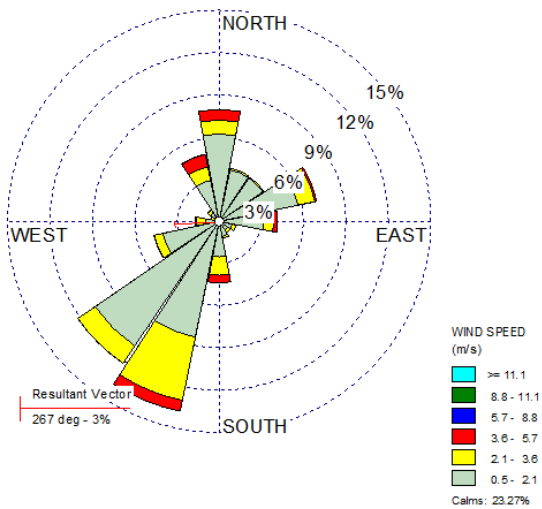 NORTH
15%
12%
9%
6%
3%
WEST
EAST
SOUTH
Resultant Vector
267 deg - 3%
WIND SPEED
(m/s)
>= 11.1
8.8 - 11.1
5.7 - 8.8
3.6 - 5.7
2.1 - 3.6
0.5 - 2.1
Calms: 23.27%